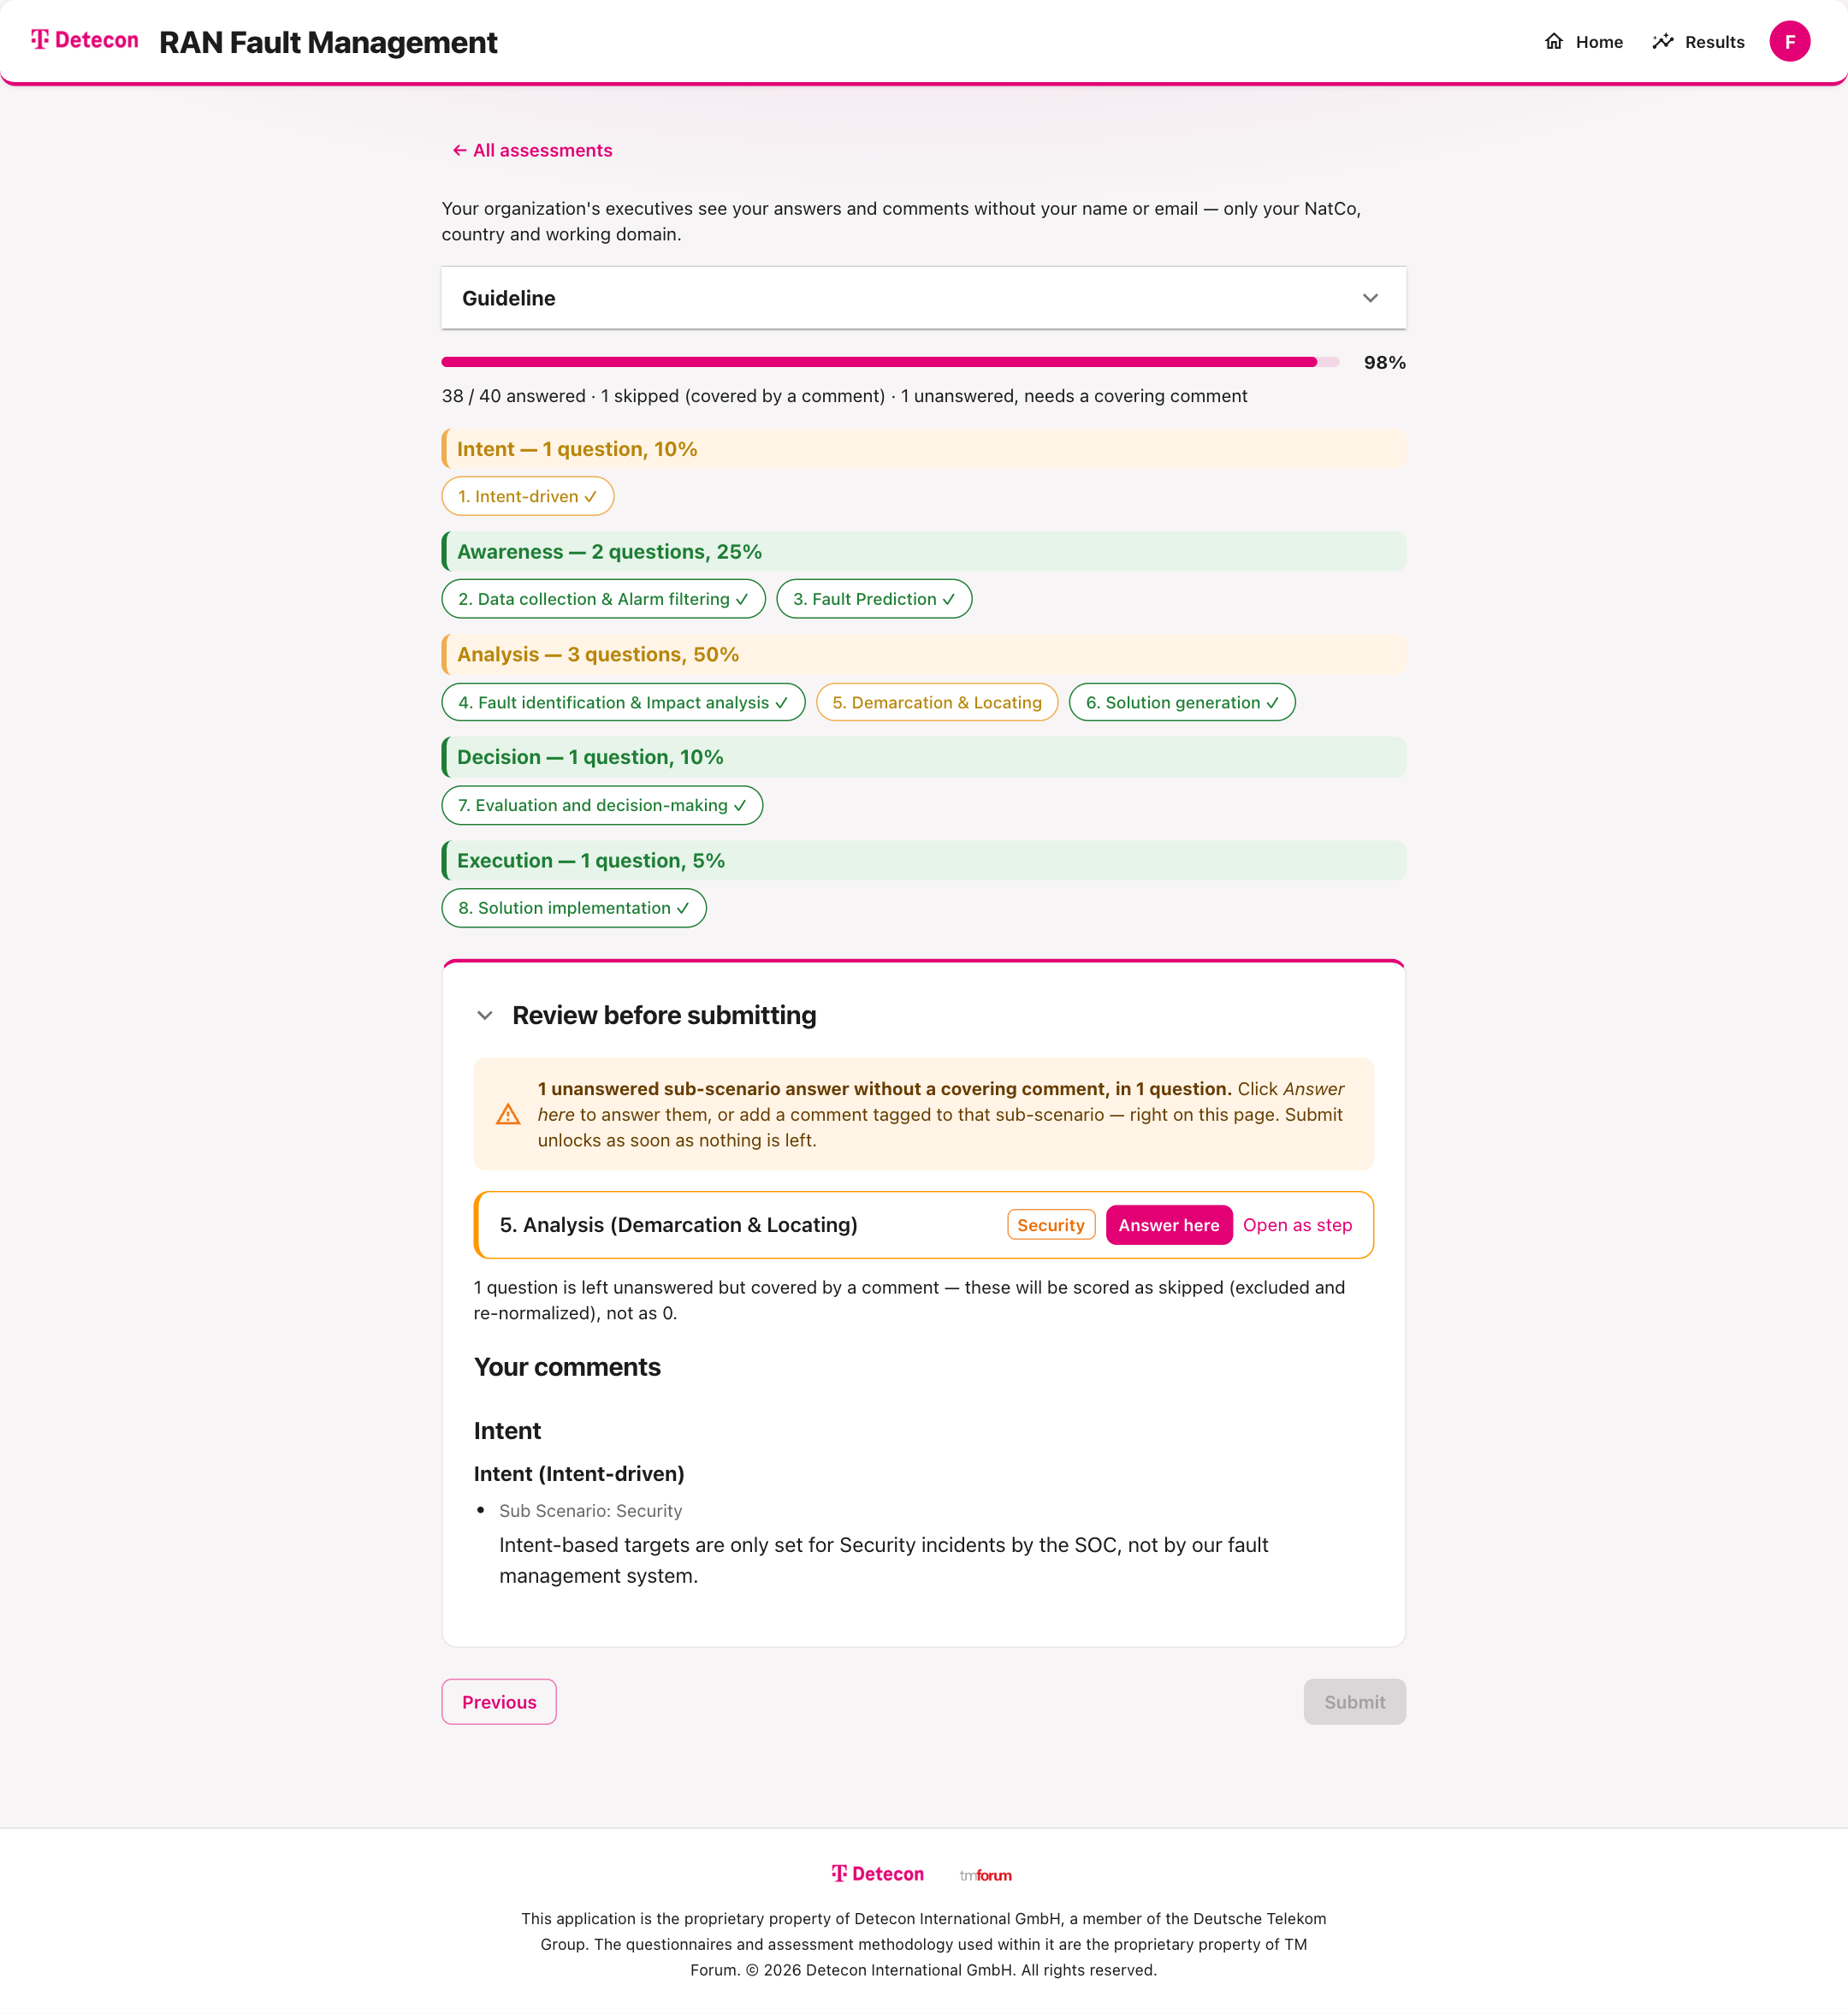 Detecon
RAN Fault Management
Home
Results
F
← All assessments
Your organization's executives see your answers and comments without your name or email — only your NatCo,
country and working domain.
Guideline
98%
38 / 40 answered · 1 skipped (covered by a comment) · 1 unanswered, needs a covering comment
Intent — 1 question, 10%
1. Intent-driven ✓
Awareness — 2 questions, 25%
2. Data collection & Alarm filtering ✓
3. Fault Prediction ✓
Analysis — 3 questions, 50%
4. Fault identification & Impact analysis ✓
5. Demarcation & Locating
6. Solution generation ✓
Decision — 1 question, 10%
7. Evaluation and decision-making ✓
Execution — 1 question, 5%
8. Solution implementation ✓
Review before submitting
1 unanswered sub-scenario answer without a covering comment, in 1 question. Click Answer
here to answer them, or add a comment tagged to that sub-scenario — right on this page. Submit
unlocks as soon as nothing is left.
5. Analysis (Demarcation & Locating)
Security
Answer here
Open as step
1 question is left unanswered but covered by a comment — these will be scored as skipped (excluded and
re-normalized), not as 0.
Your comments
Intent
Intent (Intent-driven)
• Sub Scenario: Security
Intent-based targets are only set for Security incidents by the SOC, not by our fault
management system.
Previous
Submit
Detecon
tmforum
This application is the proprietary property of Detecon International GmbH, a member of the Deutsche Telekom
Group. The questionnaires and assessment methodology used within it are the proprietary property of TM
Forum. © 2026 Detecon International GmbH. All rights reserved.